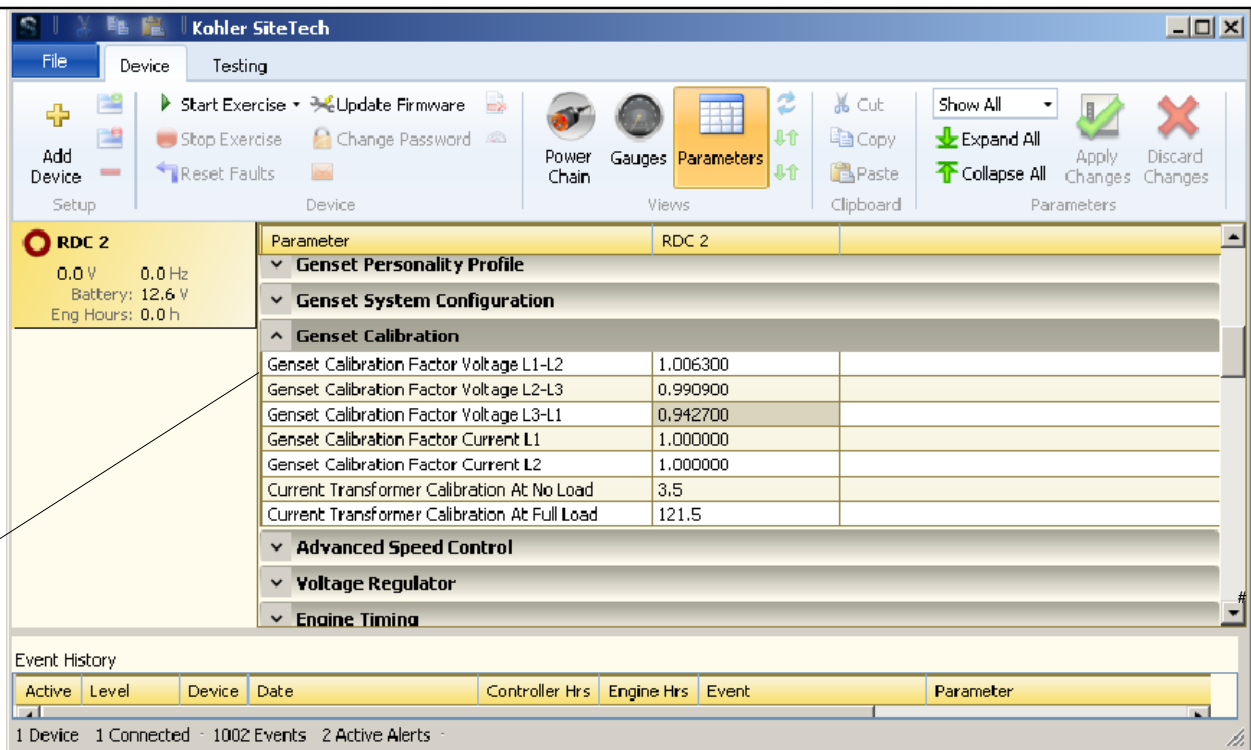 Kohler SiteTech
File Device Testing
Add Device
Start Exercise
Stop Exercise
Reset Faults
Update Firmware
Change Password
Power Chain
Gauges
Parameters
Cut
Copy
Paste
Show All
Expand All
Collapse All
Apply Changes
Discard Changes
Setup Device Views Clipboard Parameters
RDC 2
0.0 V 0.0 Hz
Battery: 12.6 V
Eng Hours: 0.0 h
Parameter RDC 2
Genset Personality Profile
Genset System Configuration
Genset Calibration
Genset Calibration Factor Voltage L1-L2 1.006300
Genset Calibration Factor Voltage L2-L3 0.990900
Genset Calibration Factor Voltage L3-L1 0.942700
Genset Calibration Factor Current L1 1.000000
Genset Calibration Factor Current L2 1.000000
Current Transformer Calibration At No Load 3.5
Current Transformer Calibration At Full Load 121.5
Advanced Speed Control
Voltage Regulator
Engine Timing
#
Event History
Active Level Device Date Controller Hrs Engine Hrs Event Parameter
1 Device 1 Connected - 1002 Events 2 Active Alerts -